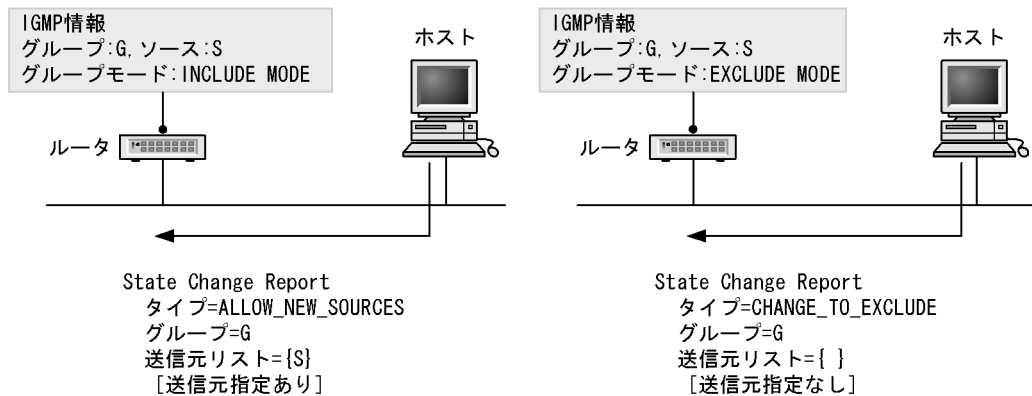 IGMP情報
グループ:G, ソース:S
グループモード:INCLUDE MODE
ホスト
ルータ
State Change Report
タイプ=ALLOW_NEW_SOURCES
グループ=G
送信元リスト={S}
[送信元指定あり]
IGMP情報
グループ:G, ソース:S
グループモード:EXCLUDE MODE
ホスト
ルータ
State Change Report
タイプ=CHANGE_TO_EXCLUDE
グループ=G
送信元リスト={ }
[送信元指定なし]